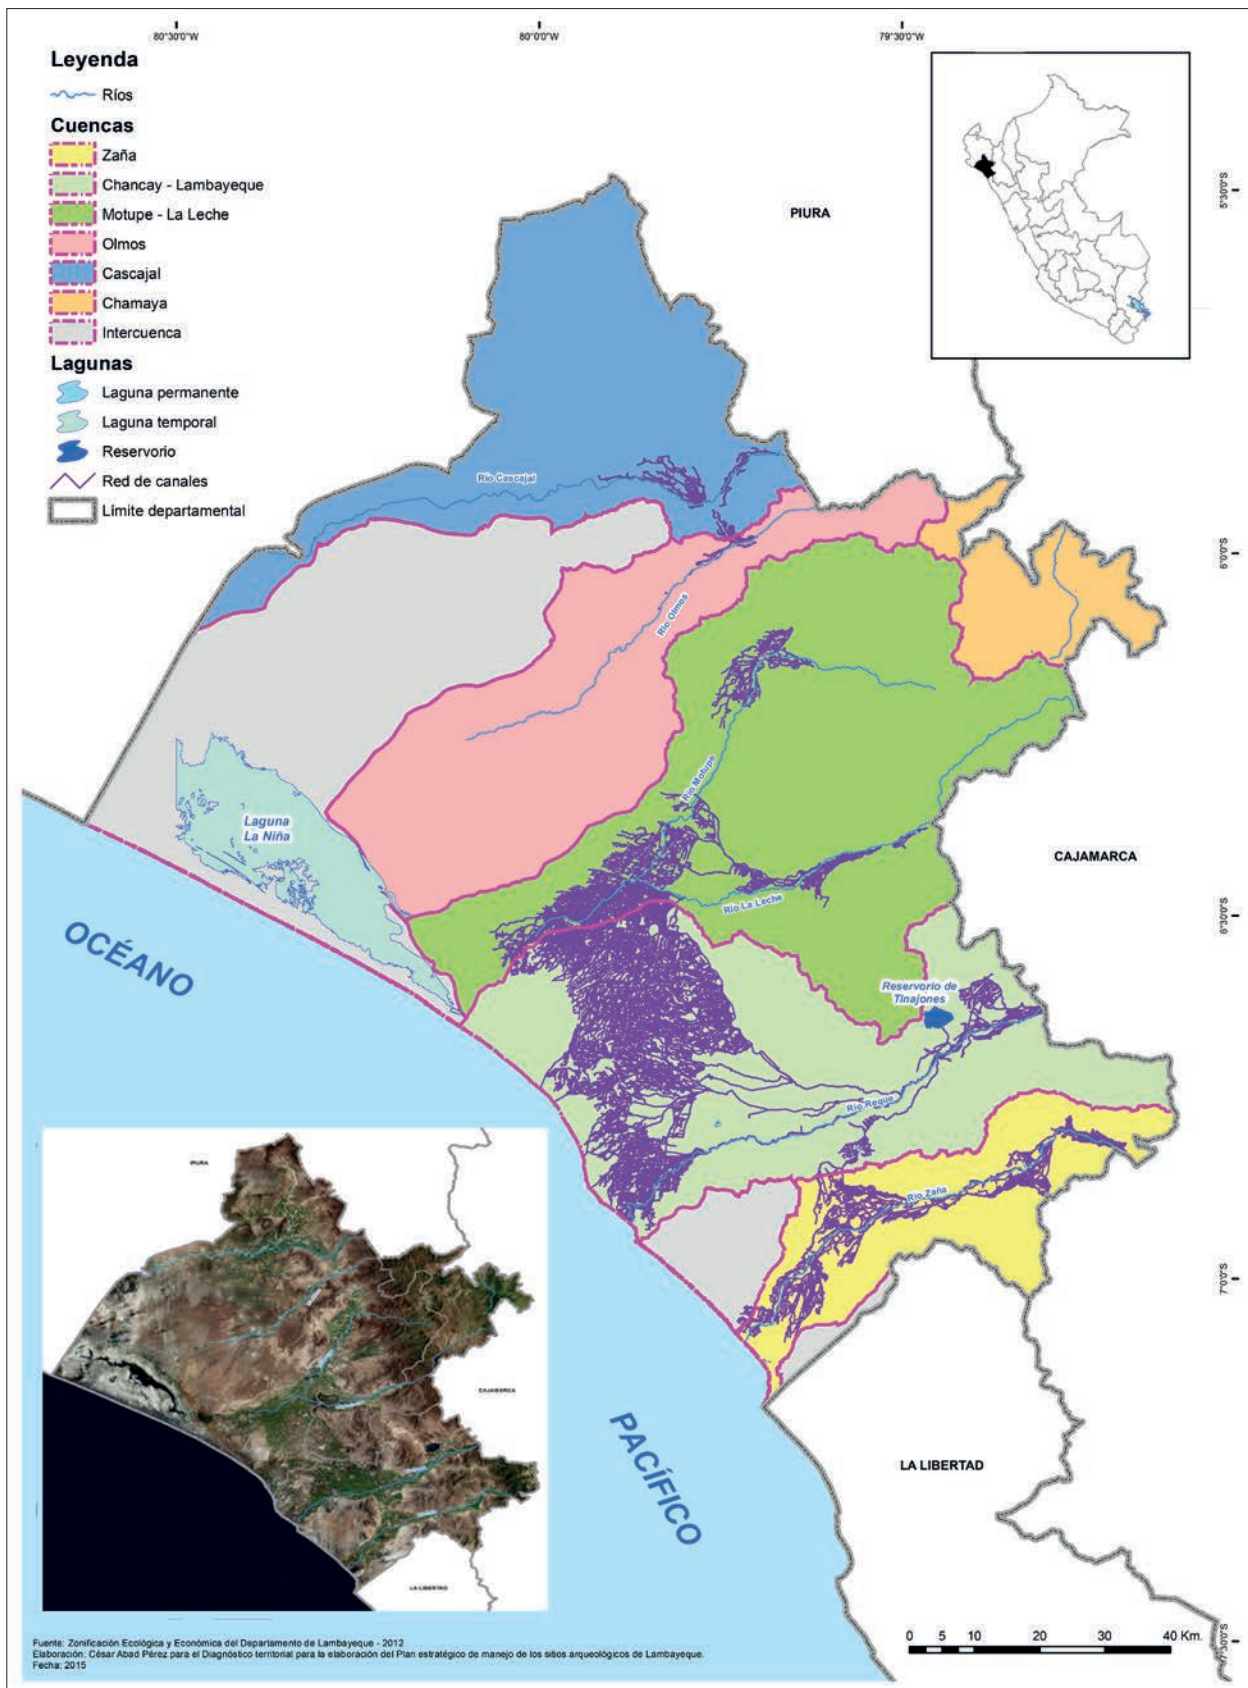 80°30'0"W
80°0'0"W
79°30'0"W
Leyenda
Ríos
Cuencas
Zaña
Chancay - Lambayeque
Motupe - La Leche
Olmos
Cascajal
Chamaya
Intercuenca
Lagunas
Laguna permanente
Laguna temporal
Reservorio
Red de canales
Límite departamental
PIURA
5°30'0"S
Río Cascajal
6°0'0"S
Río Olmos
Río Motupe
Laguna
La Niña
CAJAMARCA
Río La Leche
6°30'0"S
OCÉANO
Reservorio de
Tinajones
Río Reque
Río Zaña
7°0'0"S
PIURA
CAJAMARCA
LA LIBERTAD
PACÍFICO
LA LIBERTAD
7°30'0"S
0 5 10 20 30 40 Km.
Fuente: Zonificación Ecológica y Económica del Departamento de Lambayeque - 2012
Elaboración: César Abad Pérez para el Diagnóstico territorial para la elaboración del Plan estratégico de manejo de los sitios arqueológicos de Lambayeque.
Fecha: 2015